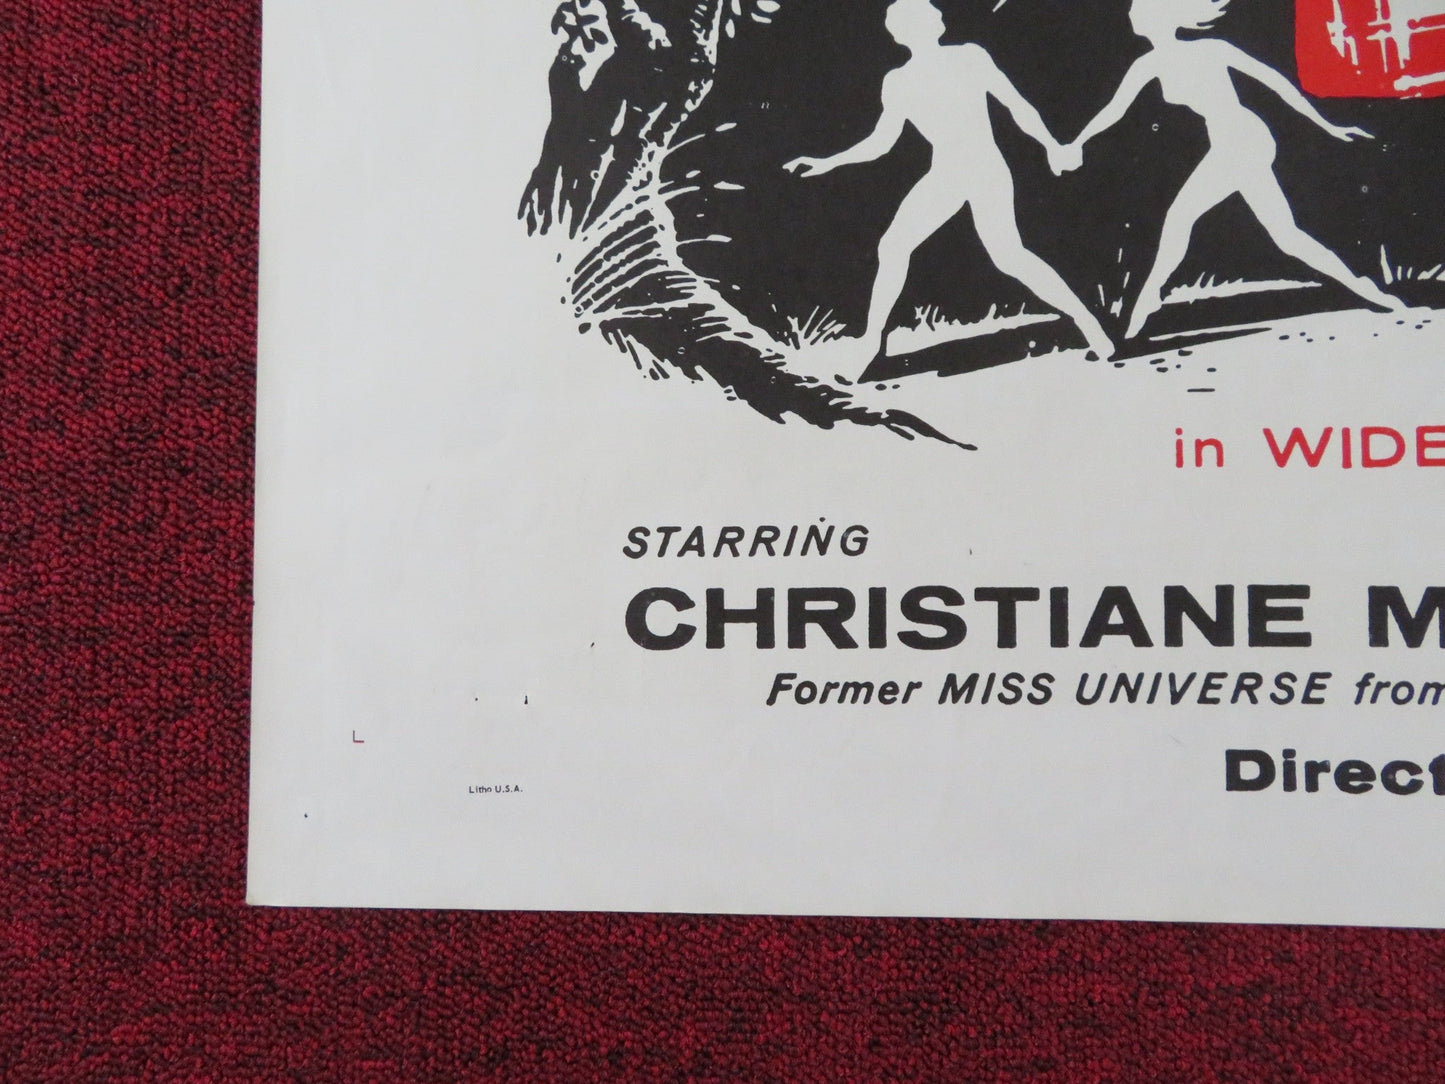 in WIDE
STARRING
CHRISTIANE M
Former MISS UNIVERSE from
Direct
Litho U.S.A.